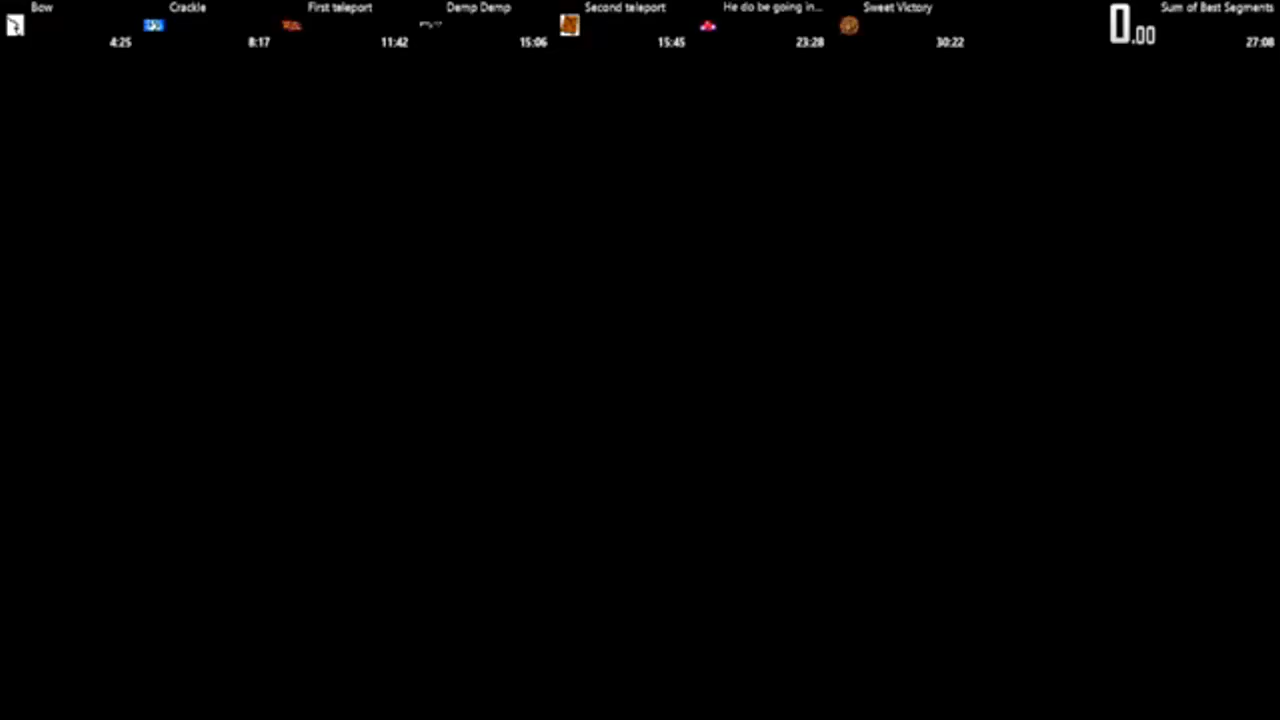 Bow
4:25
Crackle
8:17
First teleport
11:42
Demp Demp
15:06
Second teleport
15:45
He do be going in...
23:28
Sweet Victory
30:22
0.00
Sum of Best Segments
27:08